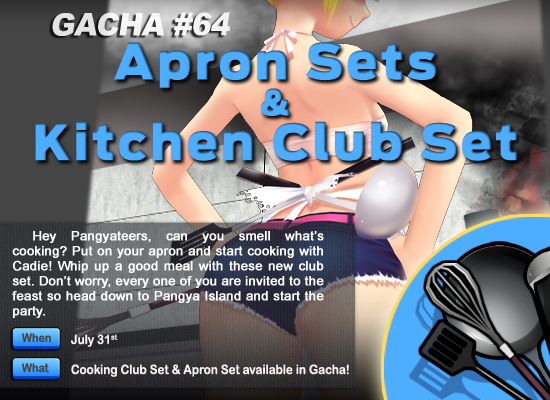 GACHA #64
Apron Sets
&
Kitchen Club Set
Hey Pangyateers, can you smell what's
cooking? Put on your apron and start cooking with
Cadie! Whip up a good meal with these new club
set. Don't worry, every one of you are invited to the
feast so head down to Pangya Island and start the
party.
When July 31st
What Cooking Club Set & Apron Set available in Gacha!